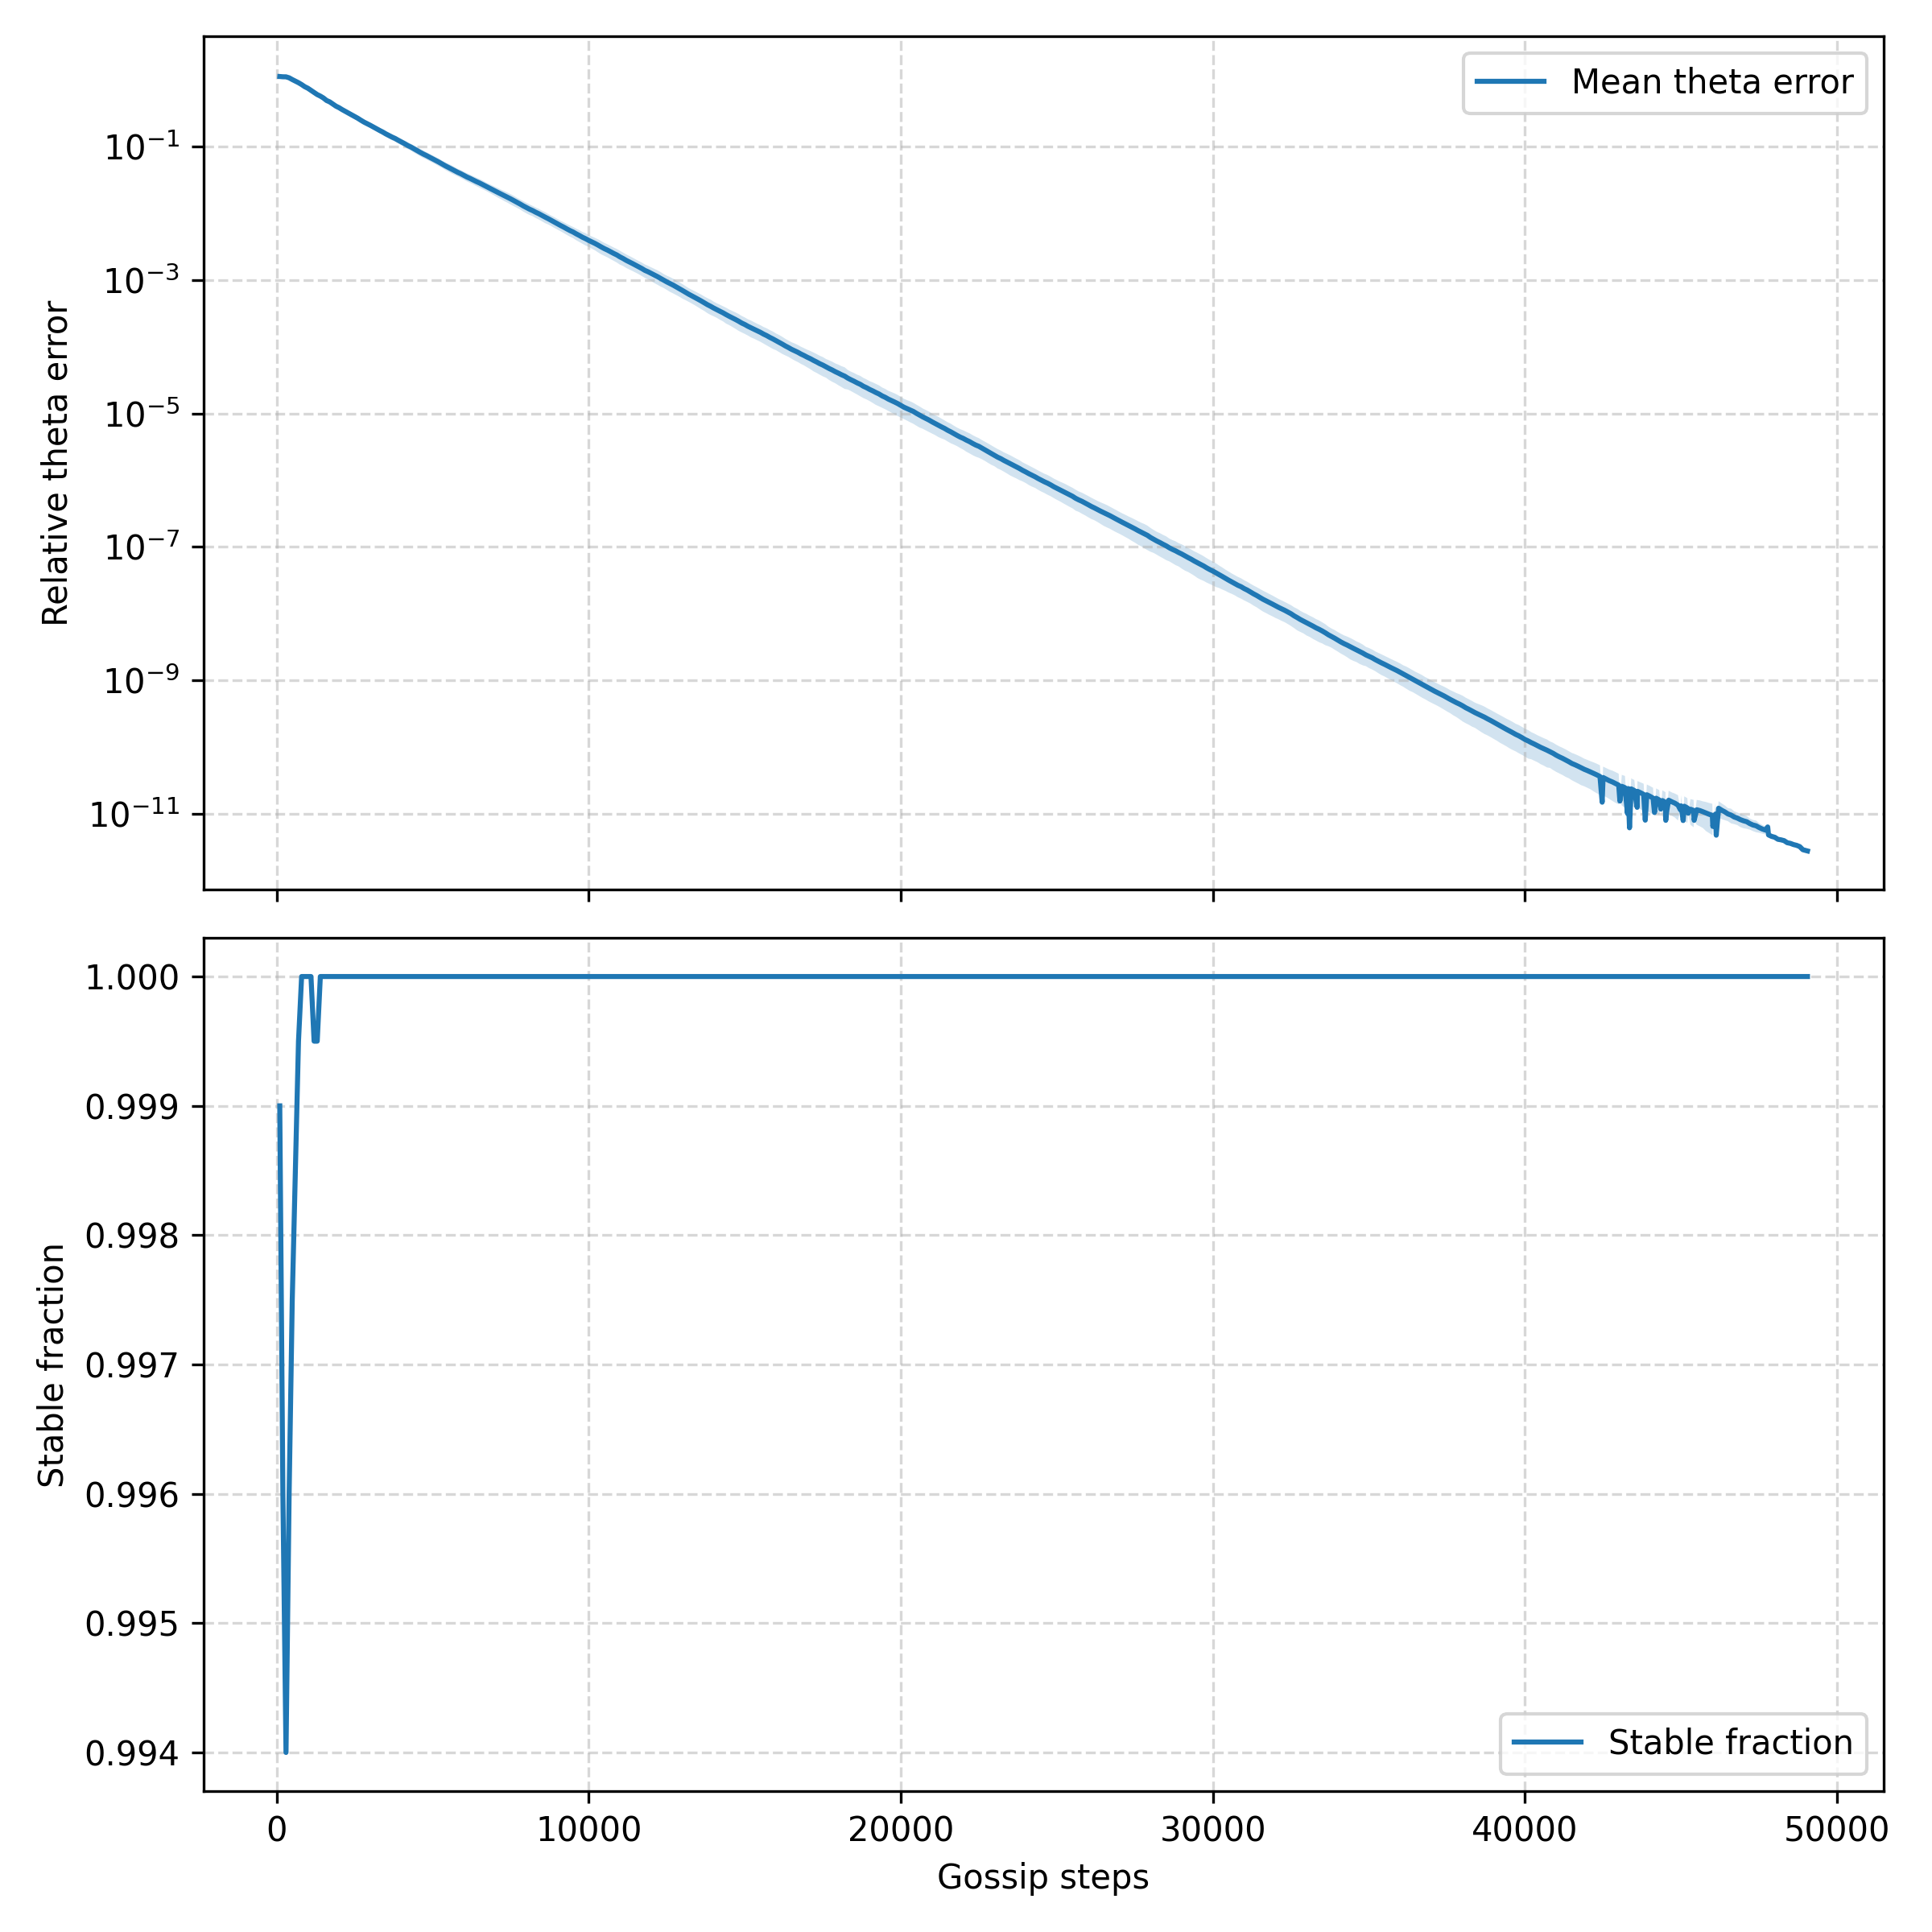 Mean theta error
10⁻¹
10⁻³
10⁻⁵
10⁻⁷
10⁻⁹
10⁻¹¹
Relative theta error
1.000
0.999
0.998
0.997
0.996
0.995
0.994
Stable fraction
Stable fraction
0 10000 20000 30000 40000 50000
Gossip steps